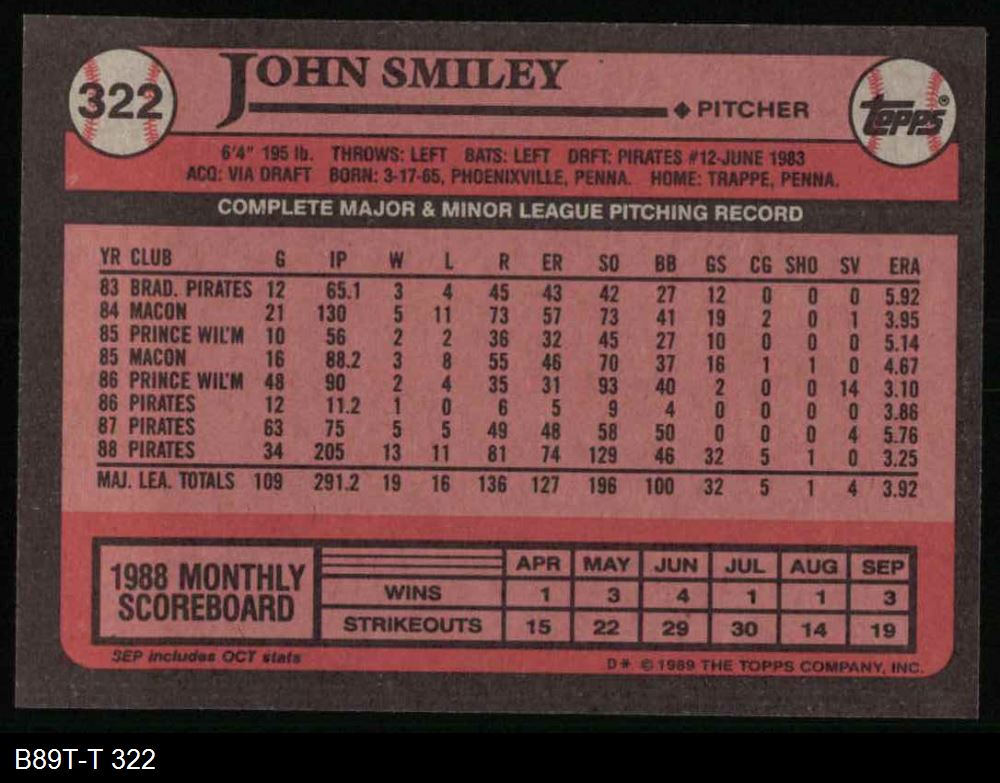 322
JOHN SMILEY
◆ PITCHER
TOPPS®
6'4" 195 lb. THROWS: LEFT BATS: LEFT DRFT: PIRATES #12-JUNE 1983
ACQ: VIA DRAFT BORN: 3-17-65, PHOENIXVILLE, PENNA. HOME: TRAPPE, PENNA.
COMPLETE MAJOR & MINOR LEAGUE PITCHING RECORD
YR CLUB G IP W L R ER SO BB GS CG SHO SV ERA
83 BRAD. PIRATES 12 65.1 3 4 45 43 42 27 12 0 0 0 5.92
84 MACON 21 130 5 11 73 57 73 41 19 2 0 1 3.95
85 PRINCE WIL'M 10 56 2 2 36 32 45 27 10 0 0 0 5.14
85 MACON 16 88.2 3 8 55 46 70 37 16 1 1 0 4.67
86 PRINCE WIL'M 48 90 2 4 35 31 93 40 2 0 0 14 3.10
86 PIRATES 12 11.2 1 0 6 5 9 4 0 0 0 0 3.86
87 PIRATES 63 75 5 5 49 48 58 50 0 0 0 4 5.76
88 PIRATES 34 205 13 11 81 74 129 46 32 5 1 0 3.25
MAJ. LEA. TOTALS 109 291.2 19 16 136 127 196 100 32 5 1 4 3.92
1988 MONTHLY SCOREBOARD
APR MAY JUN JUL AUG SEP
WINS 1 3 4 1 1 3
STRIKEOUTS 15 22 29 30 14 19
SEP includes OCT stats
D* © 1989 THE TOPPS COMPANY, INC.
B89T-T 322